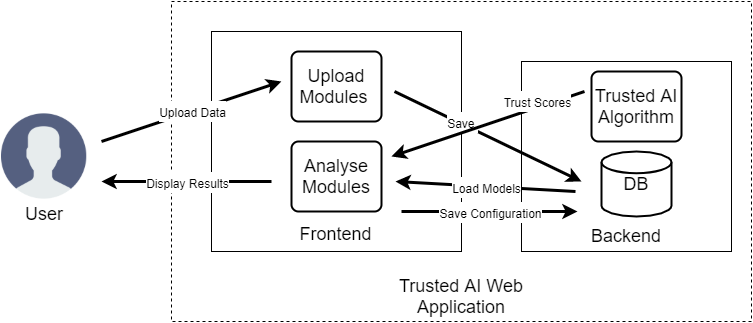 Upload
Modules
Trusted AI
Algorithm
Trust Scores
Upload Data
Save
Analyse
Modules
DB
Display Results
Load Models
User
Save Configuration
Frontend
Backend
Trusted AI Web
Application